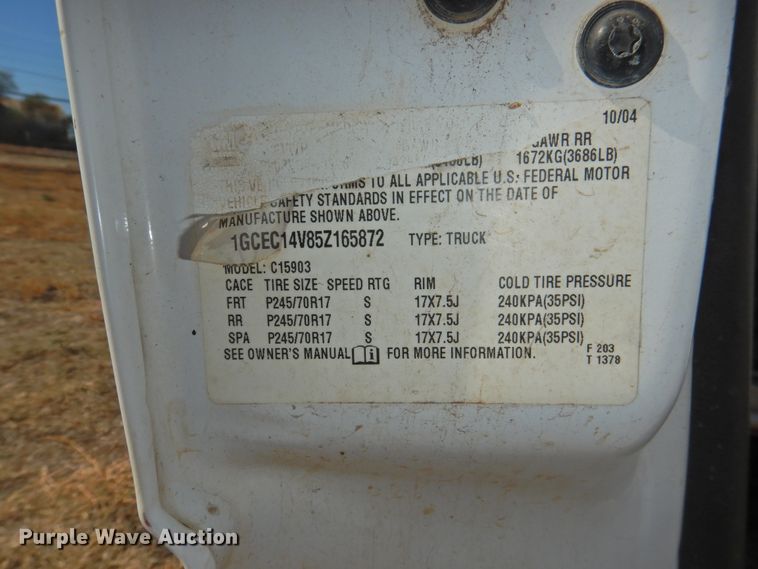 10/04
GAWR RR
1672KG(3686LB)
TO ALL APPLICABLE U.S. FEDERAL MOTOR
VEHICLE SAFETY STANDARDS IN EFFECT ON THE DATE OF
MANUFACTURE SHOWN ABOVE.
1GCEC14V85Z165872 TYPE: TRUCK
MODEL: C15903
CACE TIRE SIZE SPEED RTG RIM COLD TIRE PRESSURE
FRT P245/70R17 S 17X7.5J 240KPA(35PSI)
RR P245/70R17 S 17X7.5J 240KPA(35PSI)
SPA P245/70R17 S 17X7.5J 240KPA(35PSI)
SEE OWNER'S MANUAL FOR MORE INFORMATION.
F 203
T 1378
Purple Wave Auction
PurpleWave.com